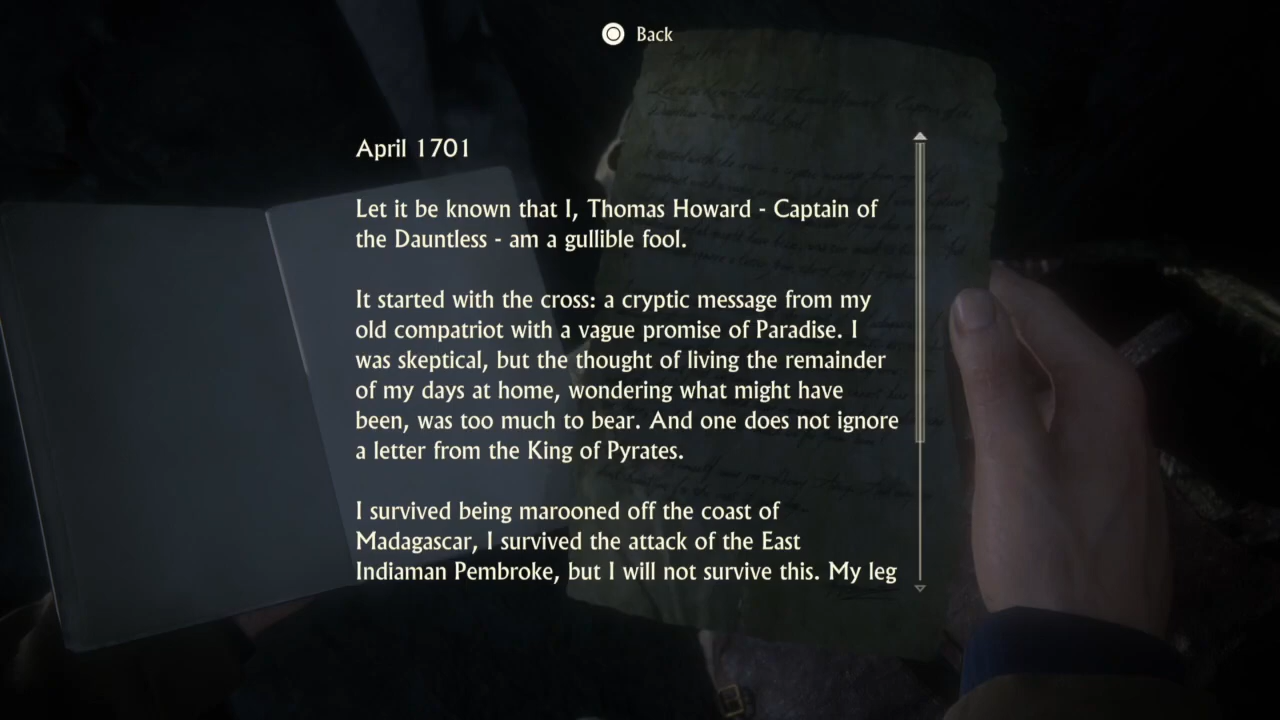 Back
April 1701
Let it be known that I, Thomas Howard - Captain of
the Dauntless - am a gullible fool.
It started with the cross: a cryptic message from my
old compatriot with a vague promise of Paradise. I
was skeptical, but the thought of living the remainder
of my days at home, wondering what might have
been, was too much to bear. And one does not ignore
a letter from the King of Pyrates.
I survived being marooned off the coast of
Madagascar, I survived the attack of the East
Indiaman Pembroke, but I will not survive this. My leg